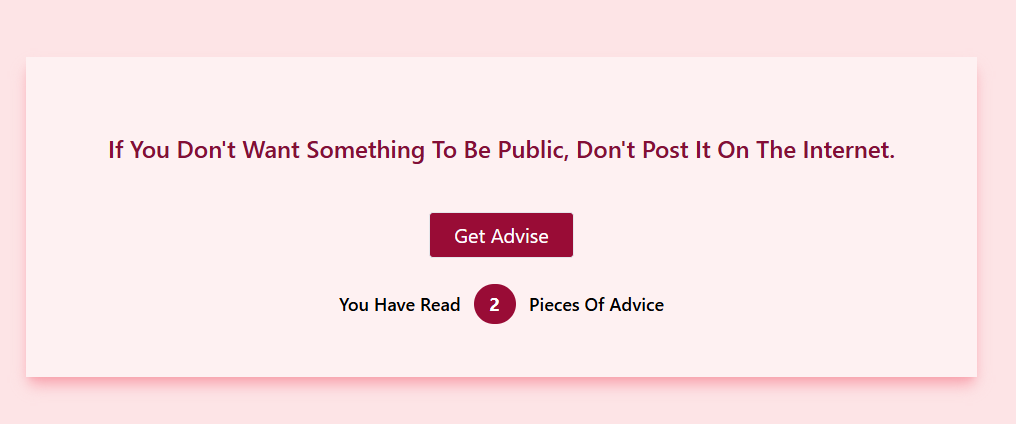 If You Don't Want Something To Be Public, Don't Post It On The Internet.
Get Advise
You Have Read 2 Pieces Of Advice